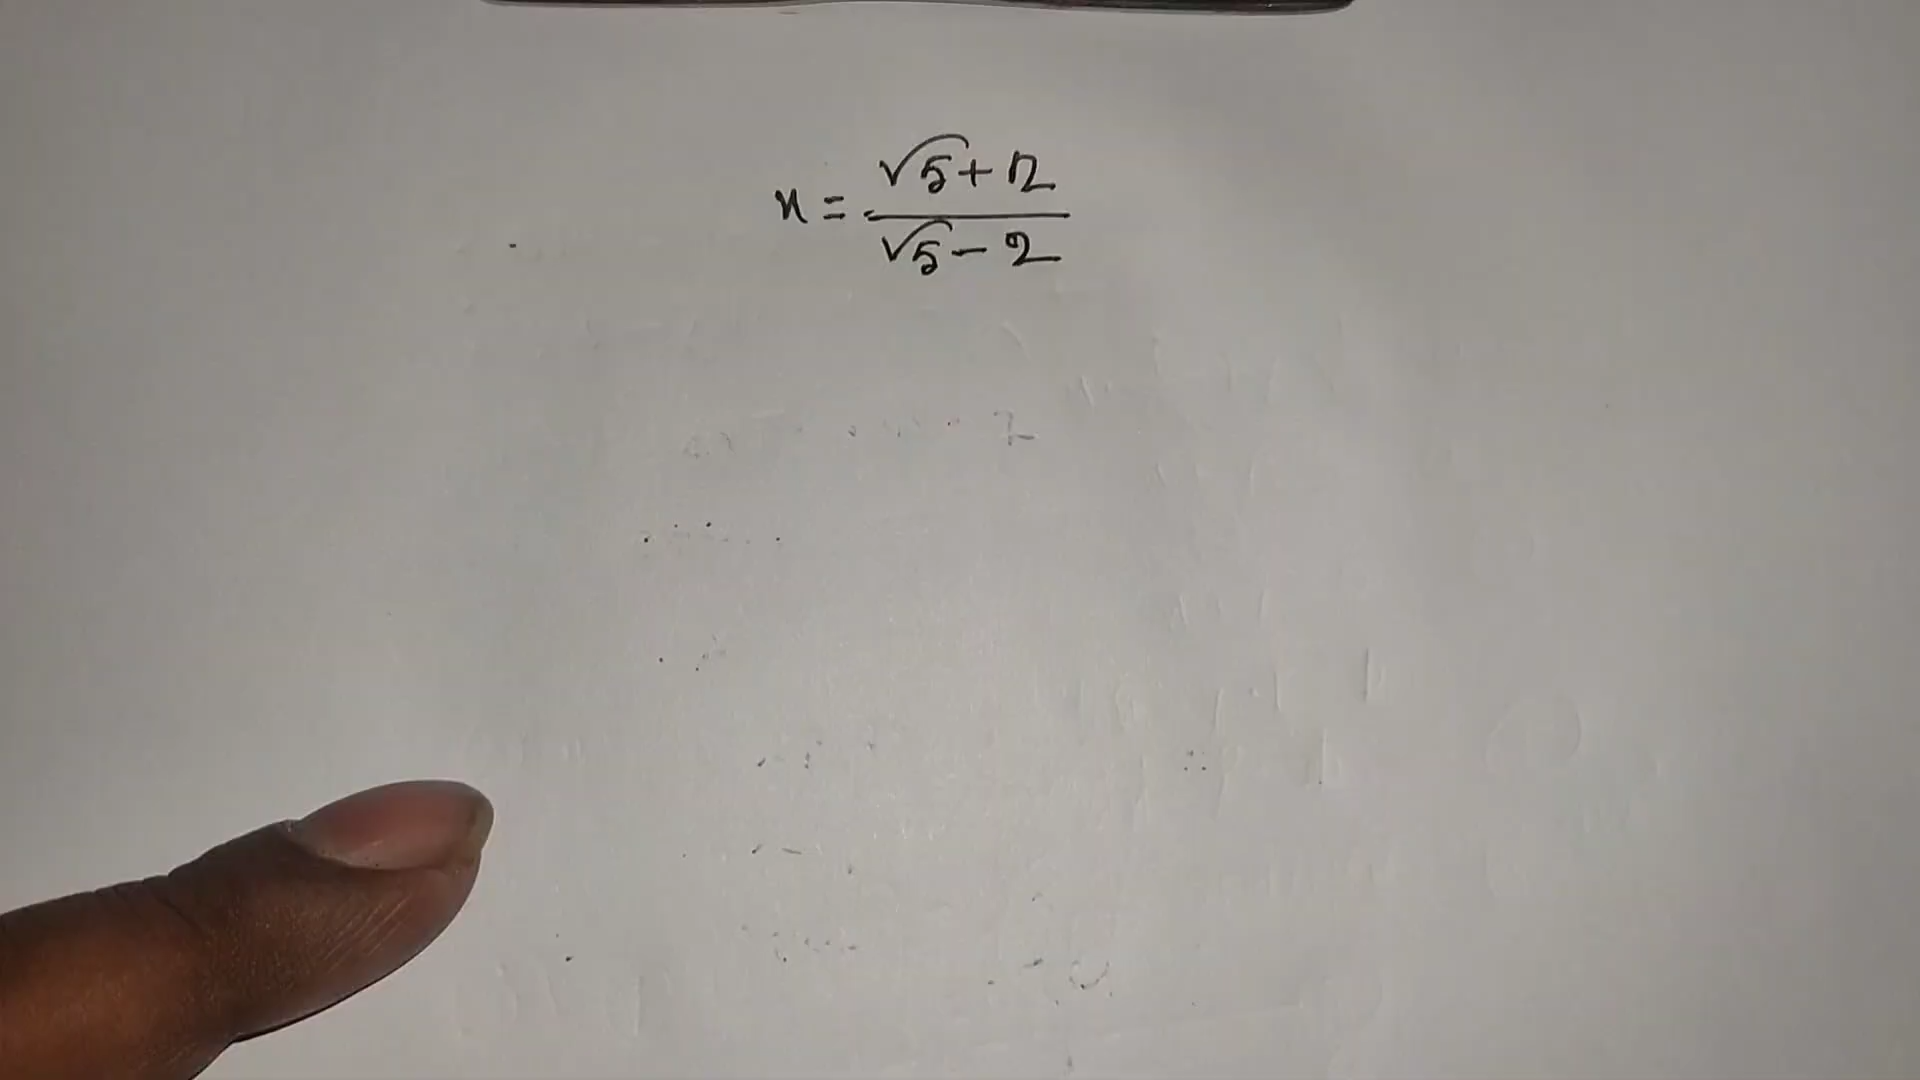 x = (√5 + 2) / (√5 - 2)